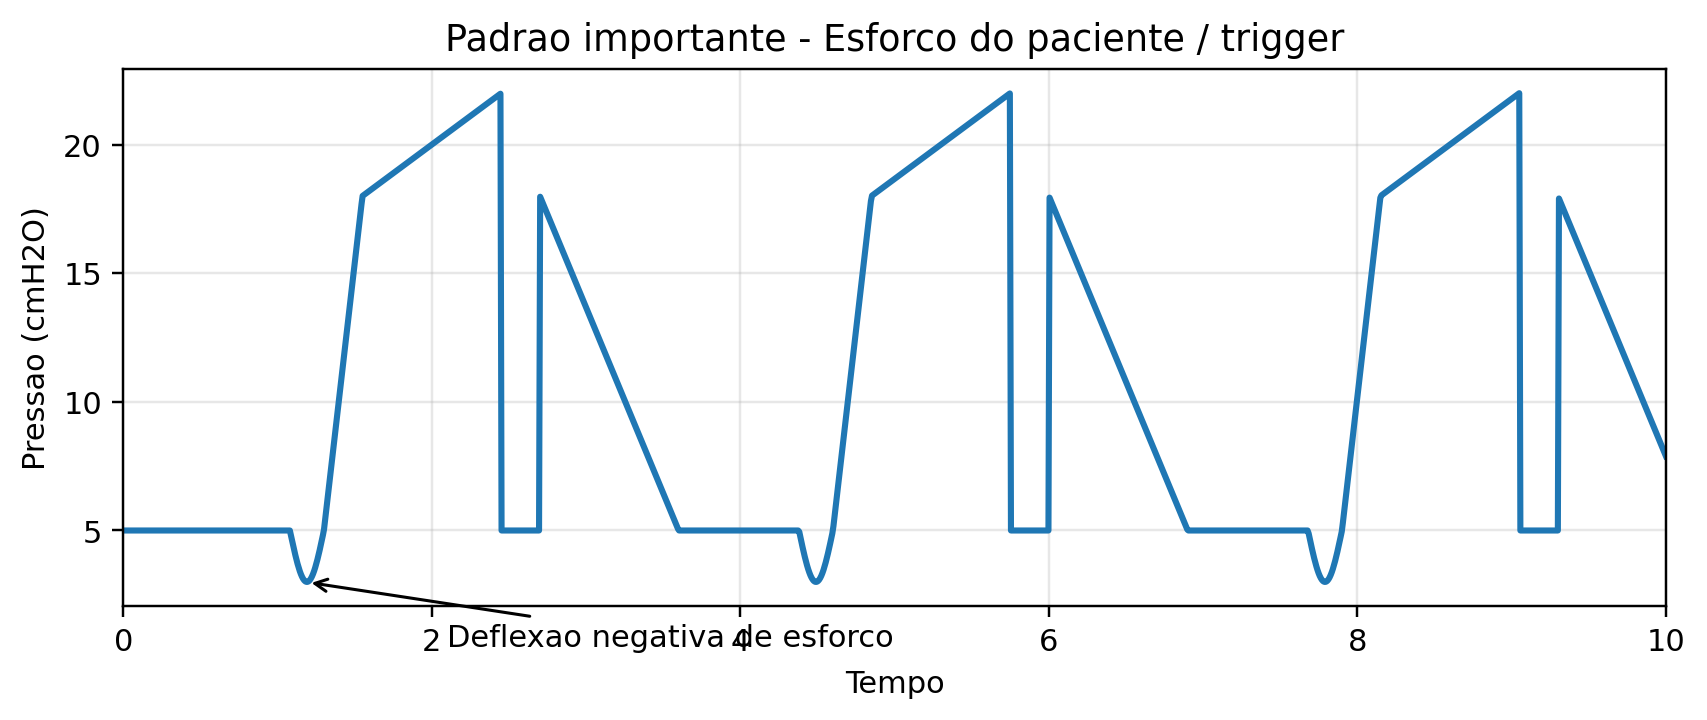 Padrao importante - Esforco do paciente / trigger
Pressao (cmH2O)
20
15
10
5
0 2 4 6 8 10
Deflexao negativa de esforco
Tempo